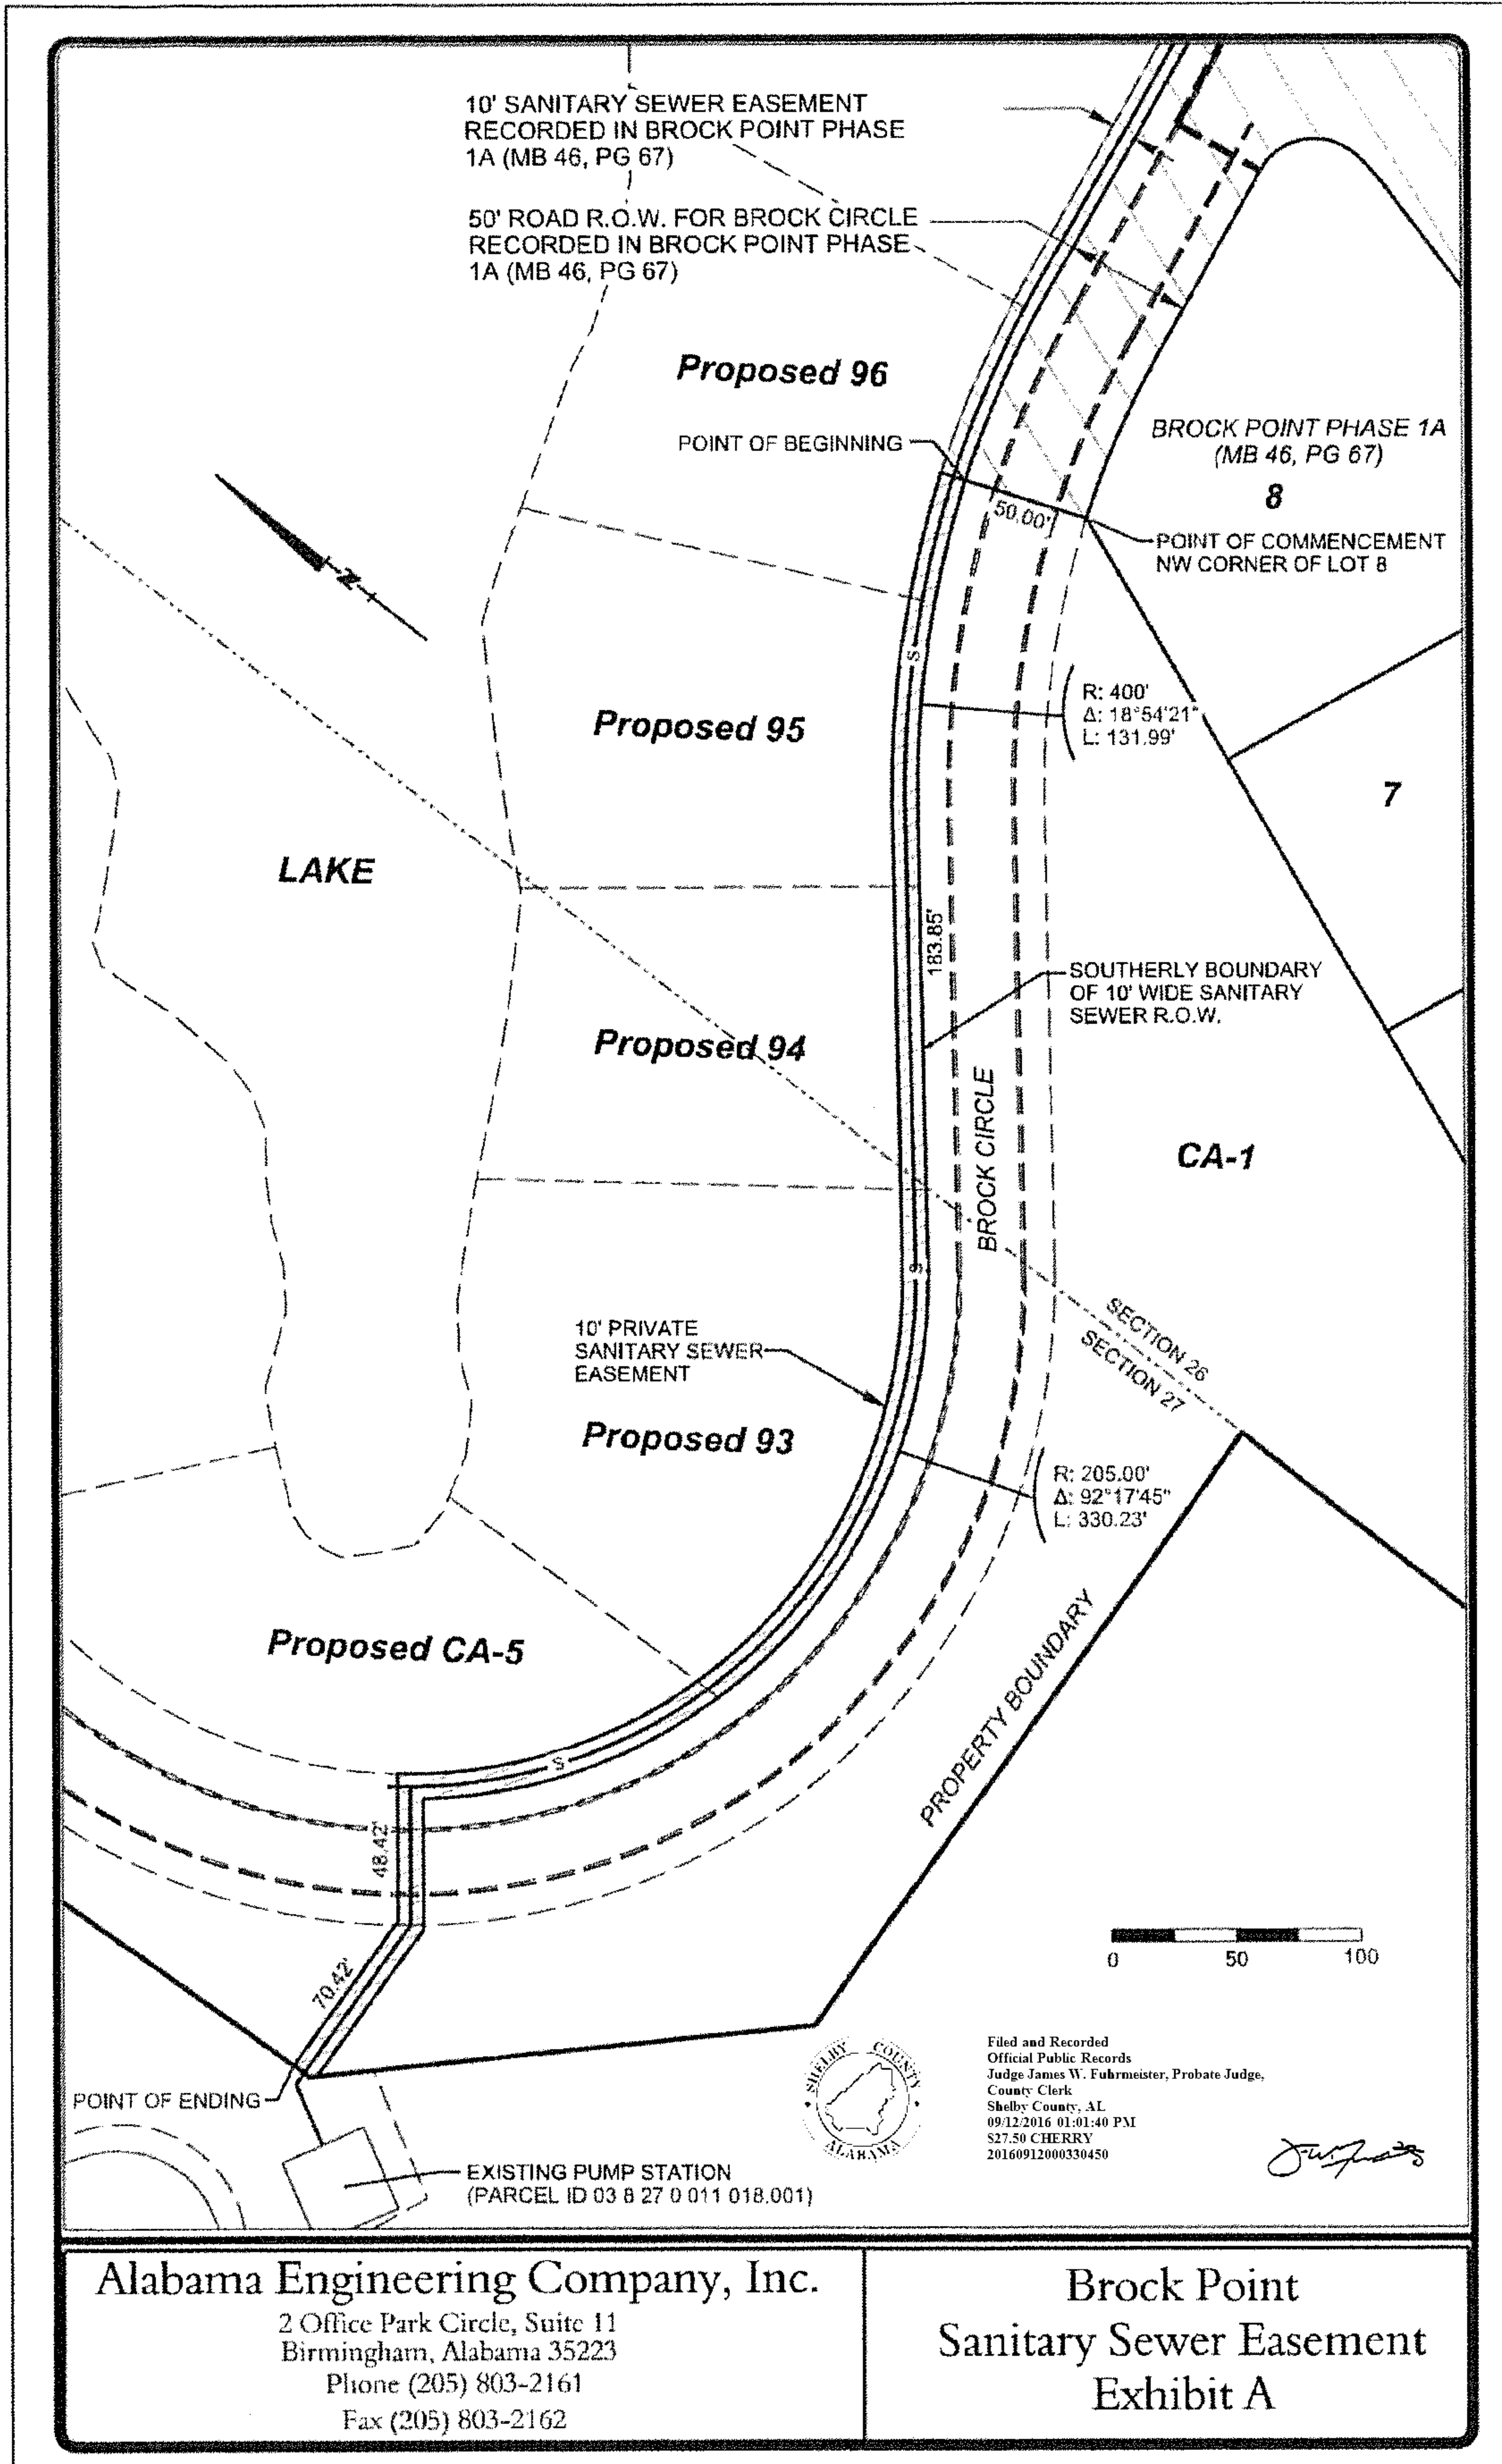 10' SANITARY SEWER EASEMENT
RECORDED IN BROCK POINT PHASE
1A (MB 46, PG 67)
50' ROAD R.O.W. FOR BROCK CIRCLE
RECORDED IN BROCK POINT PHASE
1A (MB 46, PG 67)
Proposed 96
POINT OF BEGINNING
BROCK POINT PHASE 1A
(MB 46, PG 67)
8
50.00'
POINT OF COMMENCEMENT
NW CORNER OF LOT 8
N
S
R: 400'
Δ: 18°54'21"
L: 131.99'
Proposed 95
7
LAKE
183.85'
SOUTHERLY BOUNDARY
OF 10' WIDE SANITARY
SEWER R.O.W.
Proposed 94
BROCK CIRCLE
CA-1
S
SECTION 26
SECTION 27
10' PRIVATE
SANITARY SEWER
EASEMENT
Proposed 93
R: 205.00'
Δ: 92°17'45"
L: 330.23'
Proposed CA-5
PROPERTY BOUNDARY
S
48.42'
70.42'
0 50 100
POINT OF ENDING
SHELBY COUNTY
ALABAMA
Filed and Recorded
Official Public Records
Judge James W. Fuhrmeister, Probate Judge,
County Clerk
Shelby County, AL
09/12/2016 01:01:40 PM
$27.50 CHERRY
20160912000330450
EXISTING PUMP STATION
(PARCEL ID 03 8 27 0 011 018.001)
Alabama Engineering Company, Inc.
2 Office Park Circle, Suite 11
Birmingham, Alabama 35223
Phone (205) 803-2161
Fax (205) 803-2162
Brock Point
Sanitary Sewer Easement
Exhibit A